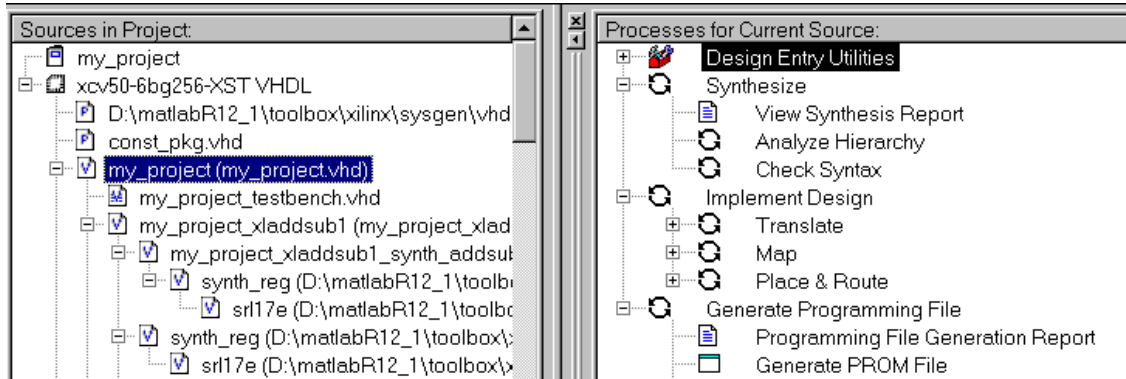 Sources in Project:
my_project
xcv50-6bg256-XST VHDL
D:\matlabR12_1\toolbox\xilinx\sysgen\vhd
const_pkg.vhd
my_project (my_project.vhd)
my_project_testbench.vhd
my_project_xladdsub1 (my_project_xlad
my_project_xladdsub1_synth_addsub
synth_reg (D:\matlabR12_1\toolbo
srl17e (D:\matlabR12_1\toolbo
synth_reg (D:\matlabR12_1\toolbox\x
srl17e (D:\matlabR12_1\toolbox\x
Processes for Current Source:
Design Entry Utilities
Synthesize
View Synthesis Report
Analyze Hierarchy
Check Syntax
Implement Design
Translate
Map
Place & Route
Generate Programming File
Programming File Generation Report
Generate PROM File